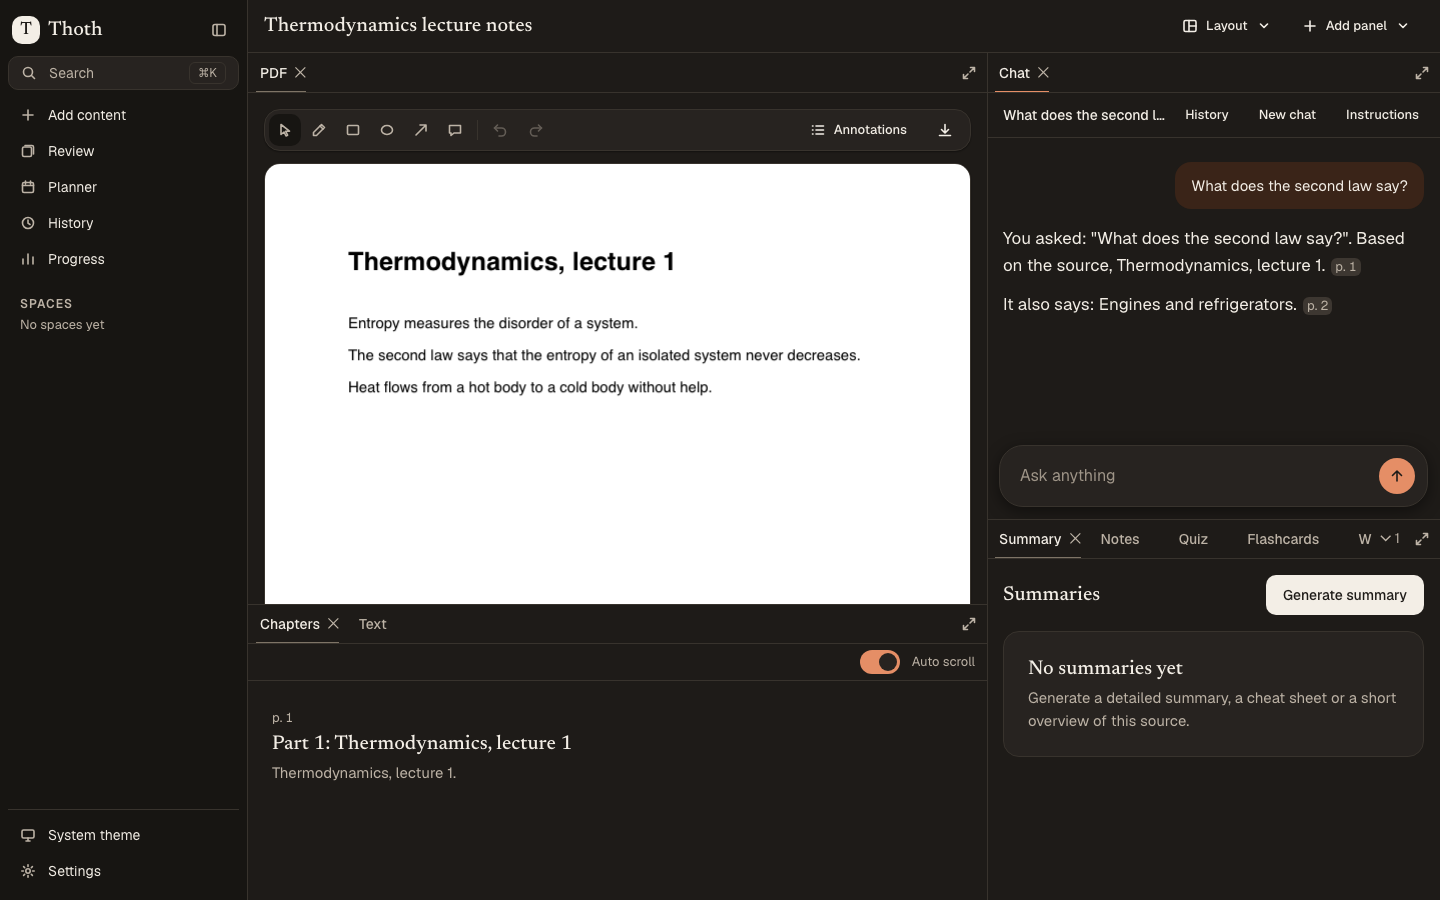 T Thoth
Search ⌘K
Add content
Review
Planner
History
Progress
SPACES
No spaces yet
System theme
Settings
Thermodynamics lecture notes
Layout
Add panel
PDF
Annotations
Thermodynamics, lecture 1
Entropy measures the disorder of a system.
The second law says that the entropy of an isolated system never decreases.
Heat flows from a hot body to a cold body without help.
Chapters Text
Auto scroll
p. 1
Part 1: Thermodynamics, lecture 1
Thermodynamics, lecture 1.
Chat
What does the second l... History New chat Instructions
What does the second law say?
You asked: "What does the second law say?". Based
on the source, Thermodynamics, lecture 1. p. 1
It also says: Engines and refrigerators. p. 2
Ask anything
Summary Notes Quiz Flashcards W 1
Summaries
Generate summary
No summaries yet
Generate a detailed summary, a cheat sheet or a short
overview of this source.